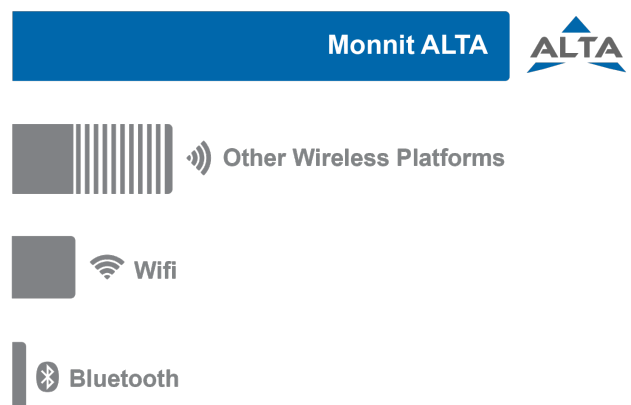 Monnit ALTA
ALTA
Other Wireless Platforms
Wifi
Bluetooth